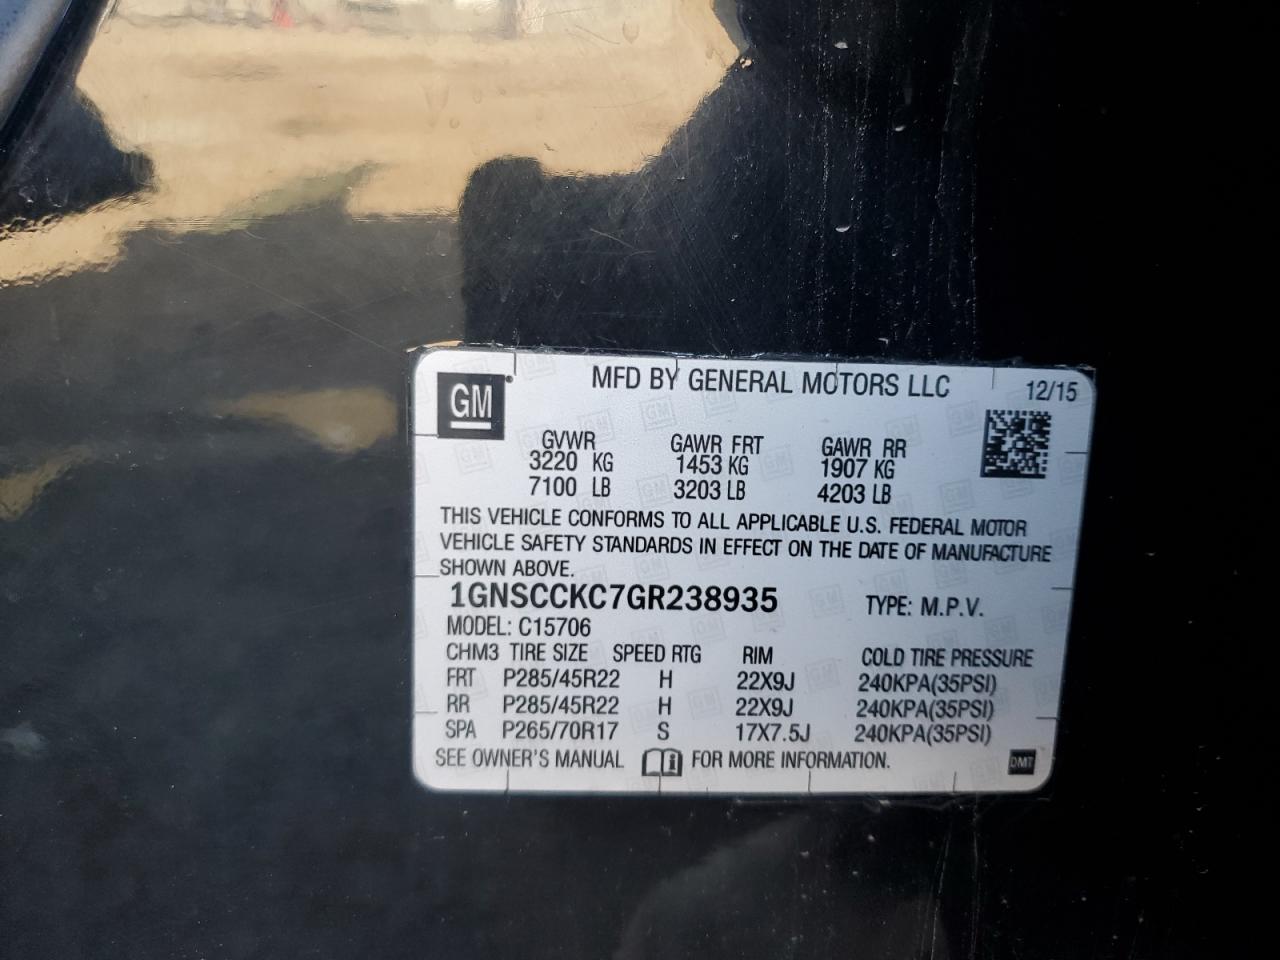 GM
MFD BY GENERAL MOTORS LLC 12/15
GVWR GAWR FRT GAWR RR
3220 KG 1453 KG 1907 KG
7100 LB 3203 LB 4203 LB
THIS VEHICLE CONFORMS TO ALL APPLICABLE U.S. FEDERAL MOTOR
VEHICLE SAFETY STANDARDS IN EFFECT ON THE DATE OF MANUFACTURE
SHOWN ABOVE.
1GNSCCKC7GR238935 TYPE: M.P.V.
MODEL: C15706
CHM3 TIRE SIZE SPEED RTG RIM COLD TIRE PRESSURE
FRT P285/45R22 H 22X9J 240KPA(35PSI)
RR P285/45R22 H 22X9J 240KPA(35PSI)
SPA P265/70R17 S 17X7.5J 240KPA(35PSI)
SEE OWNER'S MANUAL FOR MORE INFORMATION. DMT